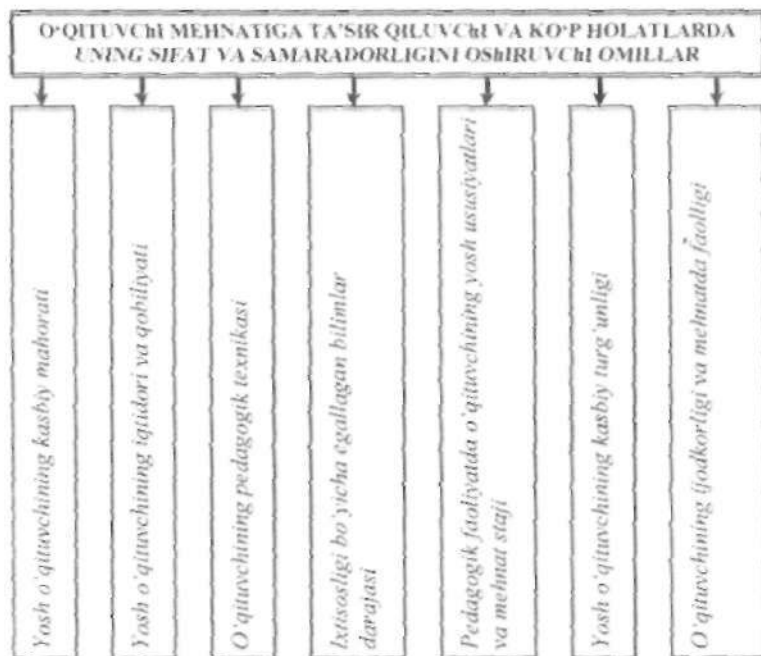 O‘QITUVChI MEHNATIGA TA’SIR QILUVChI VA KO‘P HOLATLARDA
UNING SIFAT VA SAMARADORLIGINI OShIRUVChI OMILLAR
Yosh o‘qituvchining kasbiy mahorati
Yosh o‘qituvchining iqtidori va qobiliyati
O‘qituvchining pedagogik texnikasi
Ixtisosligi bo‘yicha egallagan bilimlar
darajasi
Pedagogik faoliyatda o‘qituvchining yosh ususiyatlari
va mehnat staji
Yosh o‘qituvchining kasbiy turg‘unligi
O‘qituvchining ijodkorligi va mehnatda faolligi